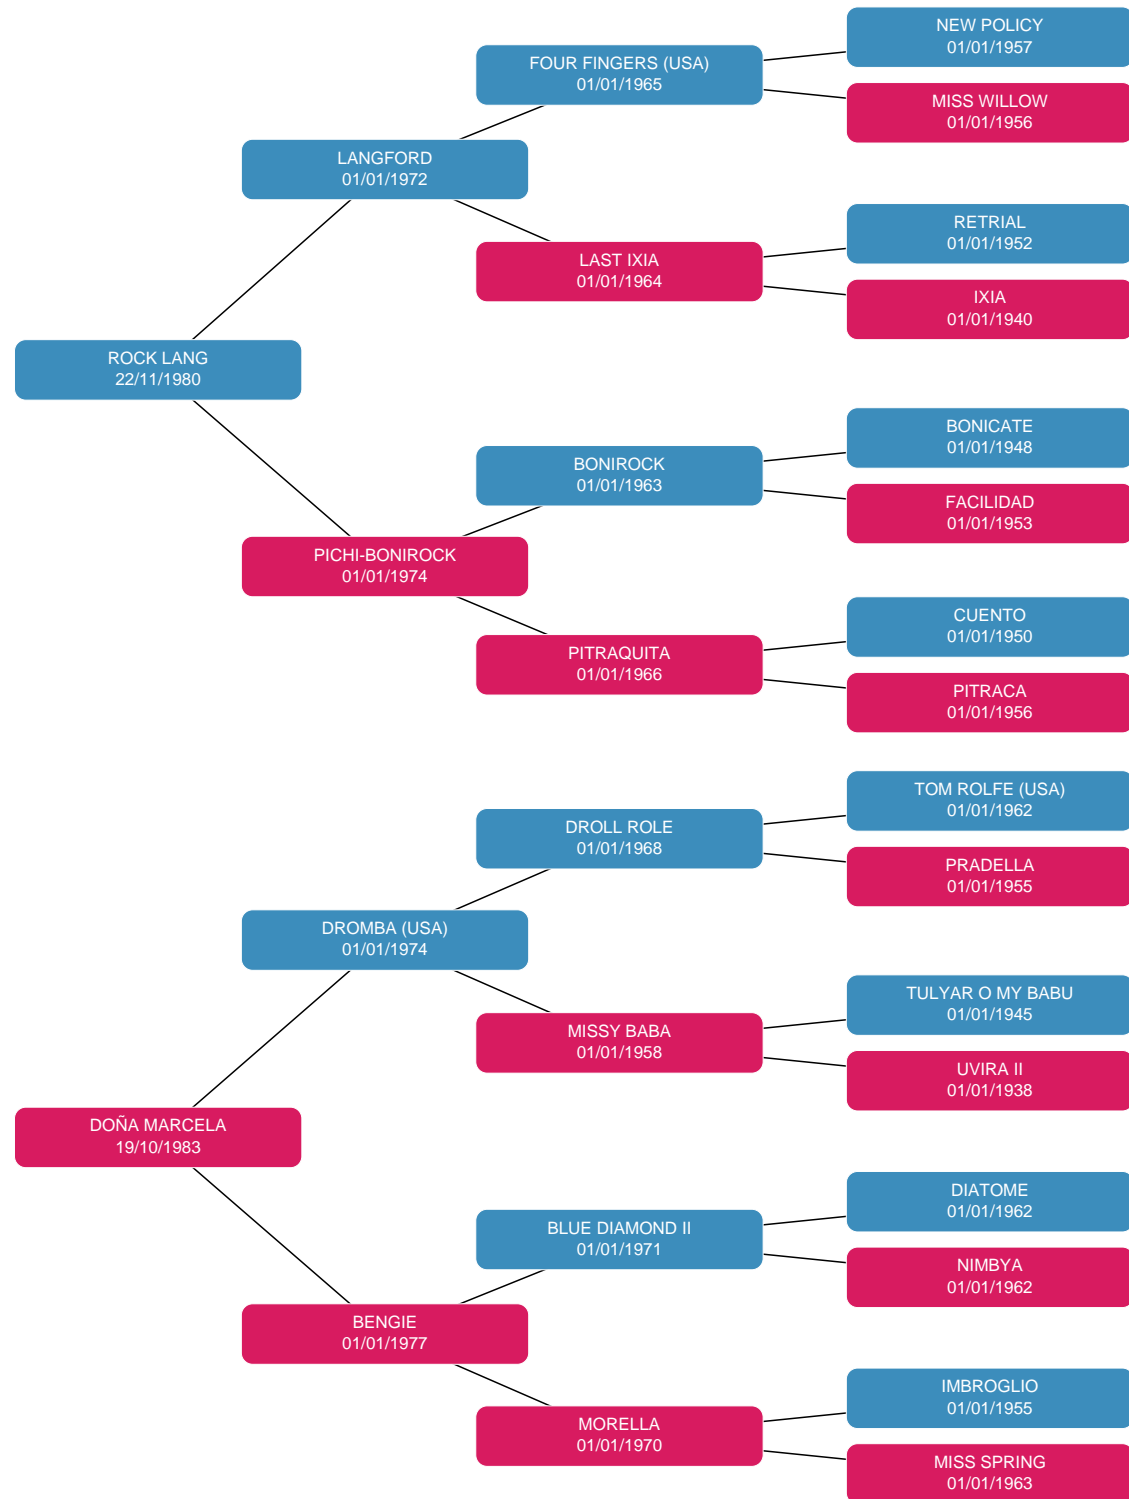 NEW POLICY
01/01/1957
FOUR FINGERS (USA)
01/01/1965
MISS WILLOW
01/01/1956
LANGFORD
01/01/1972
RETRIAL
01/01/1952
LAST IXIA
01/01/1964
IXIA
01/01/1940
ROCK LANG
22/11/1980
BONICATE
01/01/1948
BONIROCK
01/01/1963
FACILIDAD
01/01/1953
PICHI-BONIROCK
01/01/1974
CUENTO
01/01/1950
PITRAQUITA
01/01/1966
PITRACA
01/01/1956
TOM ROLFE (USA)
01/01/1962
DROLL ROLE
01/01/1968
PRADELLA
01/01/1955
DROMBA (USA)
01/01/1974
TULYAR O MY BABU
01/01/1945
MISSY BABA
01/01/1958
UVIRA II
01/01/1938
DOÑA MARCELA
19/10/1983
DIATOME
01/01/1962
BLUE DIAMOND II
01/01/1971
NIMBYA
01/01/1962
BENGIE
01/01/1977
IMBROGLIO
01/01/1955
MORELLA
01/01/1970
MISS SPRING
01/01/1963